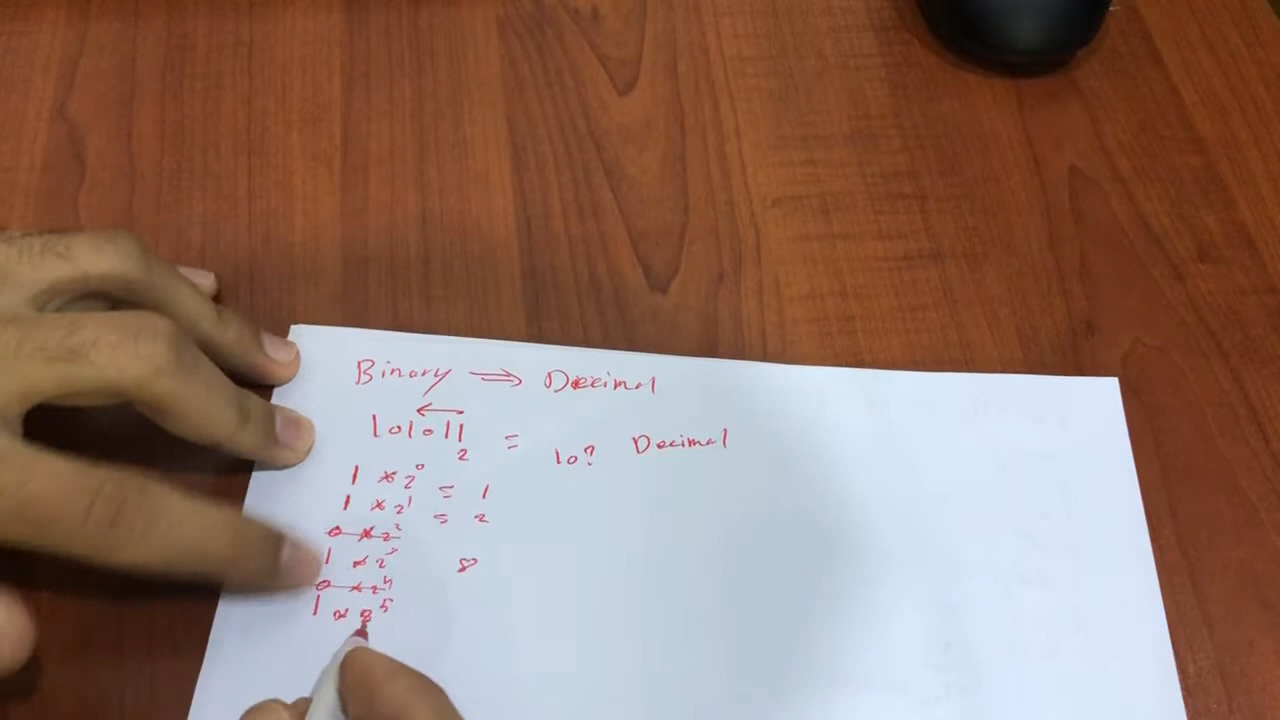 Binary ⇒ Decimal
←
101011₂ = 10? Decimal
1 × 2⁰ = 1
1 × 2¹ = 2
0 × 2²
1 × 2³ 8
0 × 2⁴
1 × 2⁵